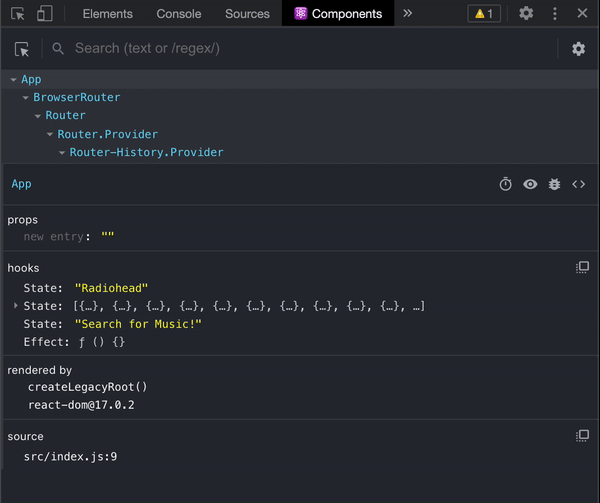 Elements Console Sources Components » 1
Search (text or /regex/)
App
BrowserRouter
Router
Router.Provider
Router-History.Provider
App
props
new entry: ""
hooks
State: "Radiohead"
State: [{…}, {…}, {…}, {…}, {…}, {…}, {…}, {…}, {…}, {…}, …]
State: "Search for Music!"
Effect: ƒ () {}
rendered by
createLegacyRoot()
react-dom@17.0.2
source
src/index.js:9